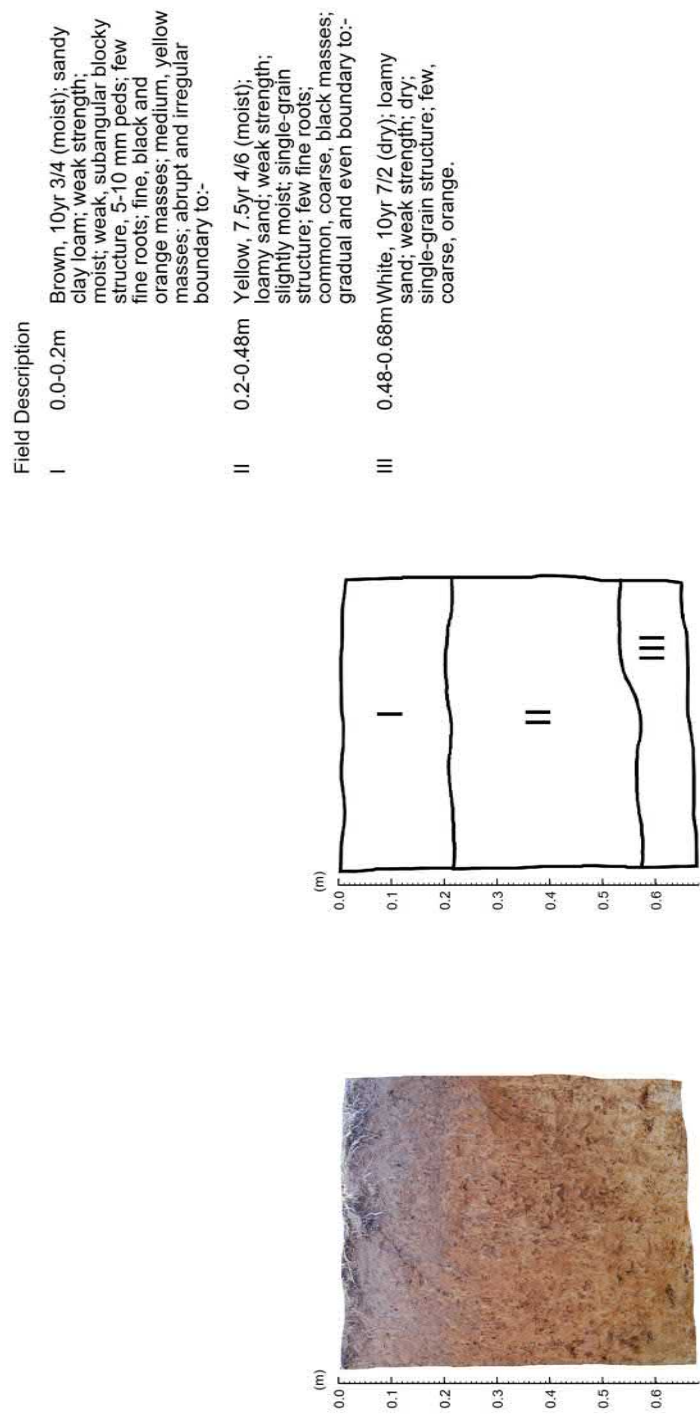 Field Description
I 0.0-0.2m Brown, 10yr 3/4 (moist); sandy
clay loam; weak strength;
moist; weak, subangular blocky
structure, 5-10 mm peds; few
fine roots; fine, black and
orange masses; medium, yellow
masses; abrupt and irregular
boundary to:-
II 0.2-0.48m Yellow, 7.5yr 4/6 (moist);
loamy sand; weak strength;
slightly moist; single-grain
structure; few fine roots;
common, coarse, black masses;
gradual and even boundary to:-
III 0.48-0.68m White, 10yr 7/2 (dry); loamy
sand; weak strength; dry;
single-grain structure; few,
coarse, orange.
(m)
0.0
0.1
0.2
0.3
0.4
0.5
0.6
I
II
III
(m)
0.0
0.1
0.2
0.3
0.4
0.5
0.6